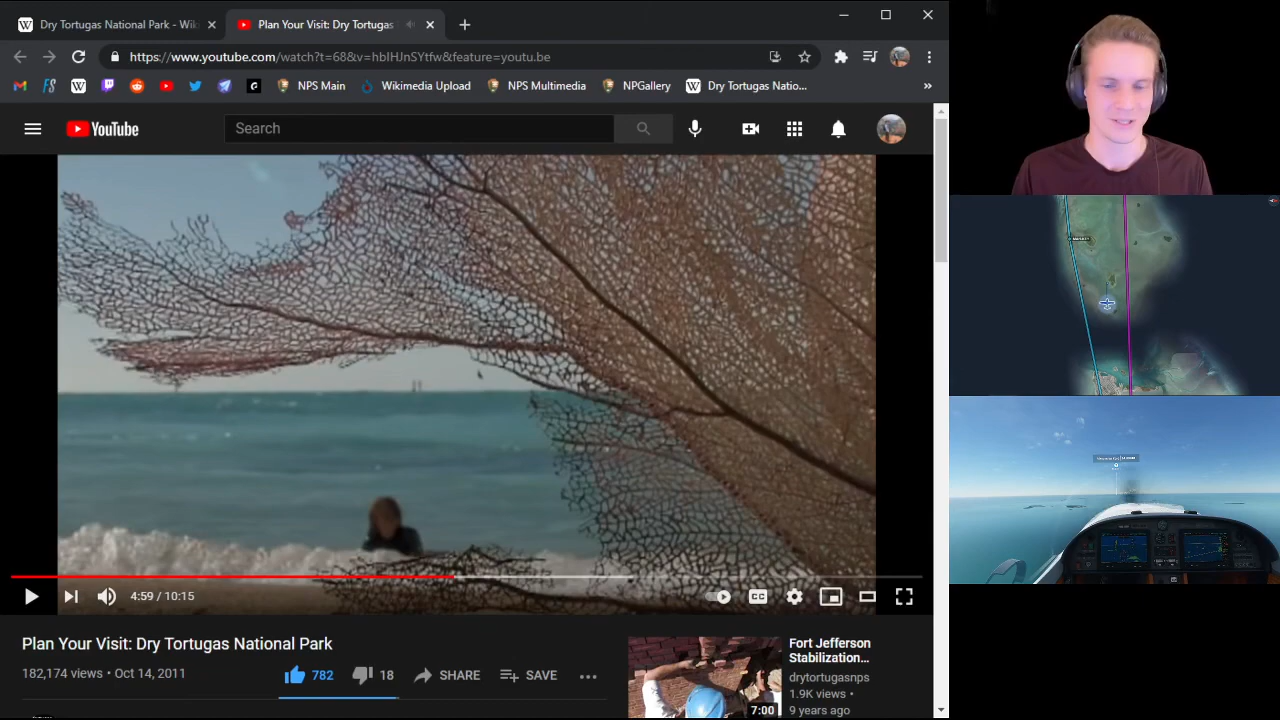 Dry Tortugas National Park - Wik
Plan Your Visit: Dry Tortugas
https://www.youtube.com/watch?t=68&v=hbIHJnSYtfw&feature=youtu.be
NPS Main
Wikimedia Upload
NPS Multimedia
NPGallery
Dry Tortugas Natio...
YouTube
Search
4:59 / 10:15
CC
Plan Your Visit: Dry Tortugas National Park
182,174 views • Oct 14, 2011
782
18
SHARE
SAVE
7:00
Fort Jefferson
Stabilization...
drytortugasnps
1.9K views •
9 years ago